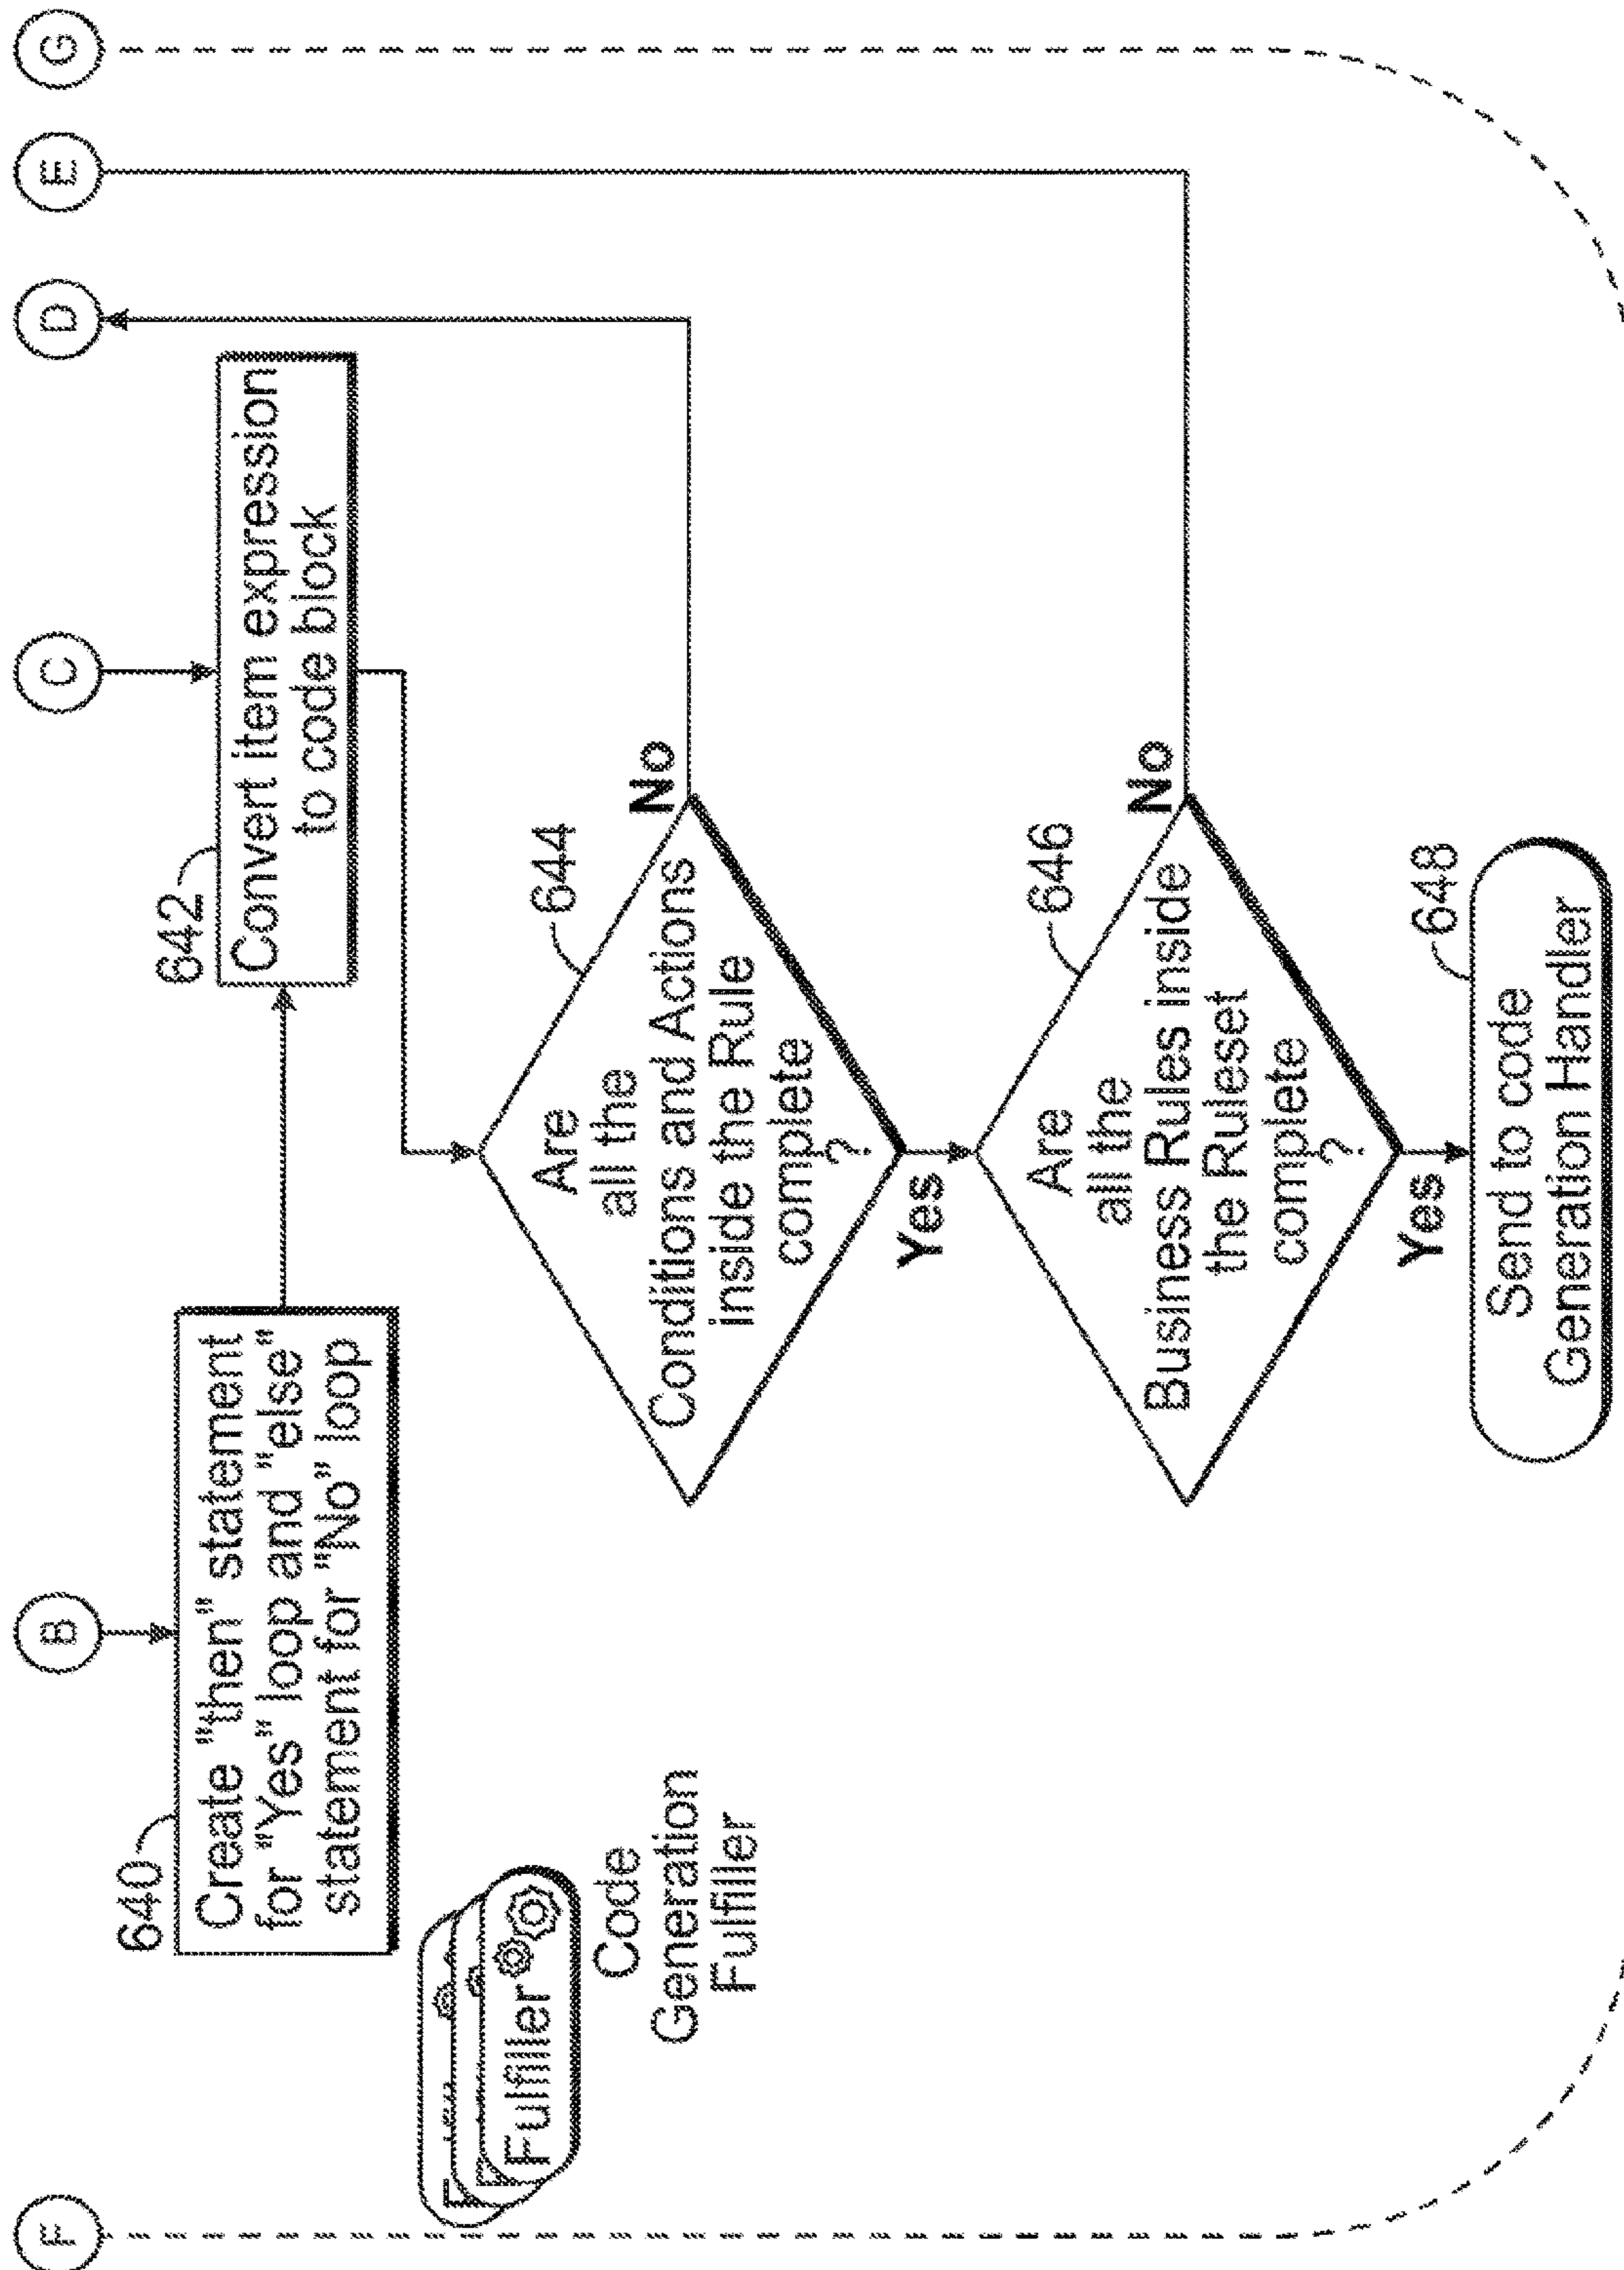 F
B
C
D
E
G
640
Create "then" statement
for "Yes" loop and "else"
statement for "No" loop
642
Convert item expression
to code block
Fulfiller
Code
Generation
Fulfiller
644
Are
all the
Conditions and Actions
inside the Rule
complete
?
No
Yes
646
Are
all the
Business Rules inside
the Ruleset
complete
?
No
Yes
648
Send to code
Generation Handler